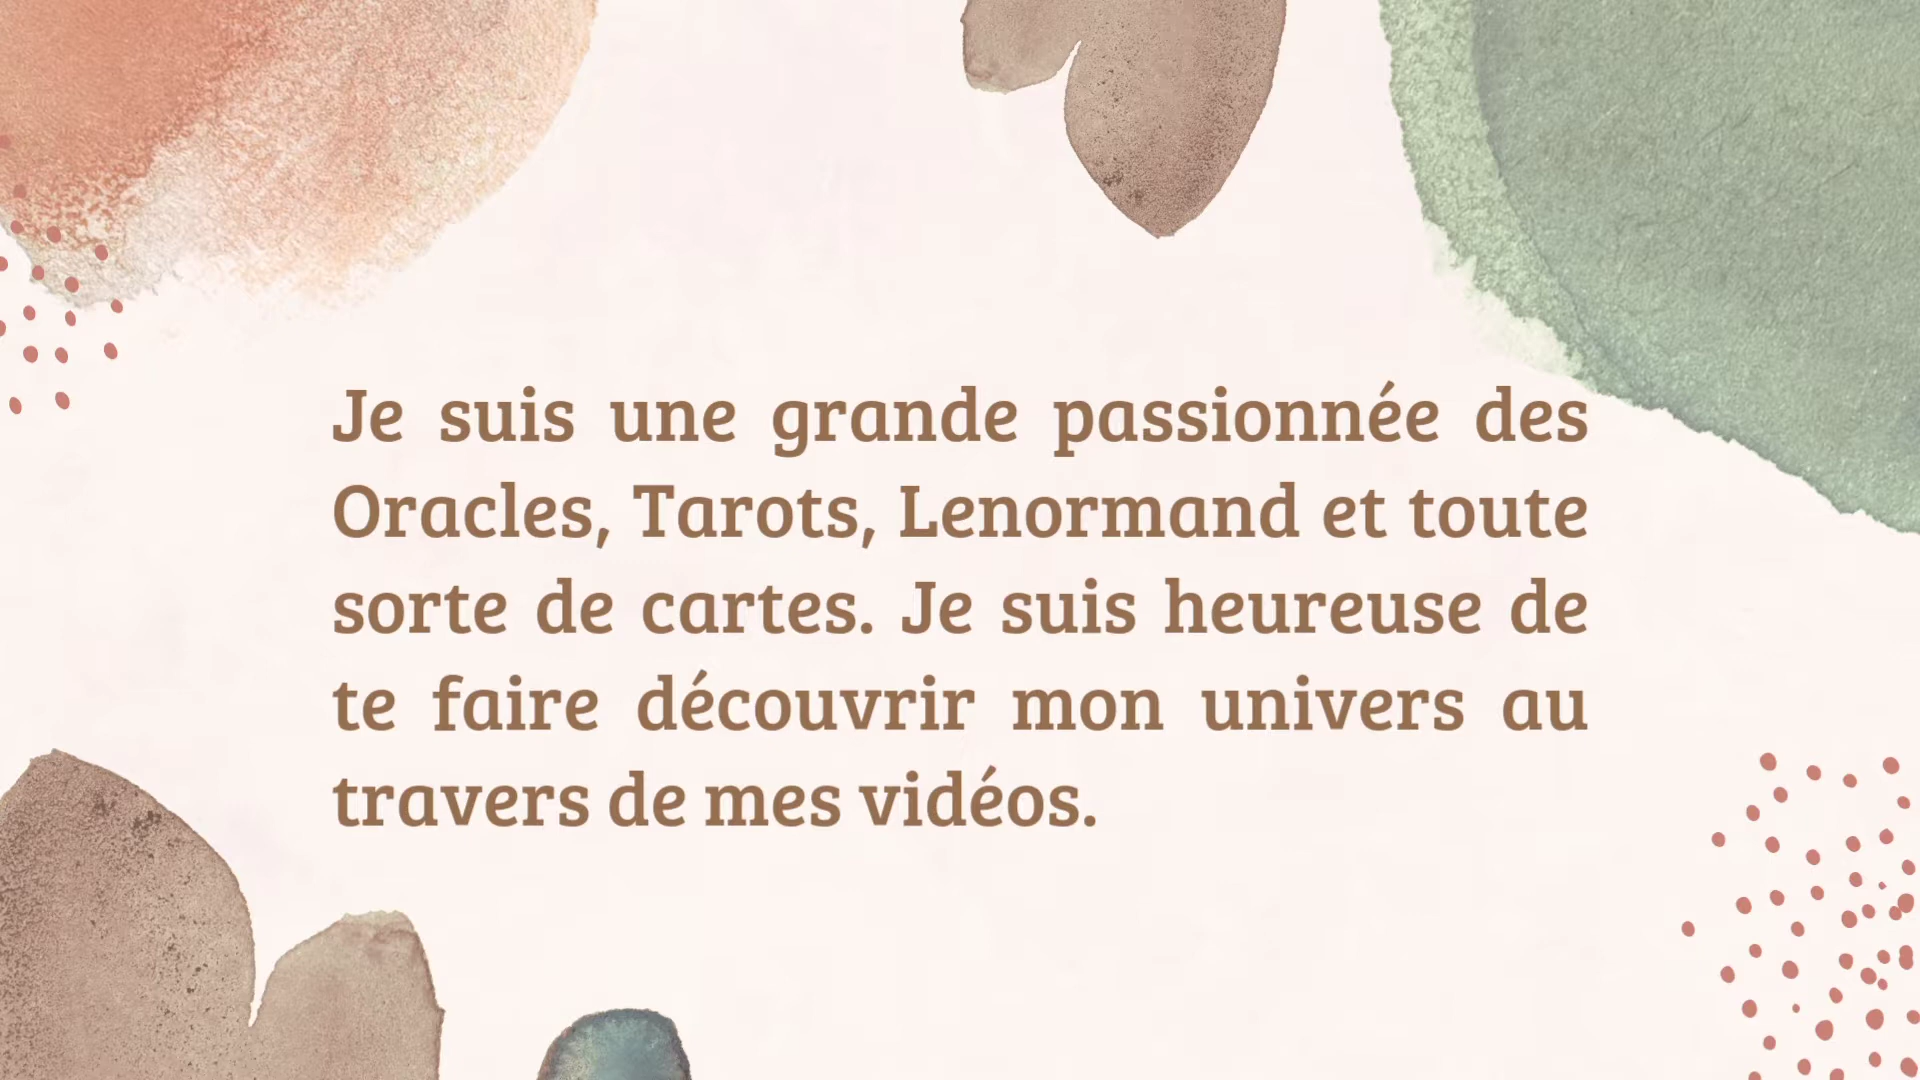 Je suis une grande passionnée des
Oracles, Tarots, Lenormand et toute
sorte de cartes. Je suis heureuse de
te faire découvrir mon univers au
travers de mes vidéos.